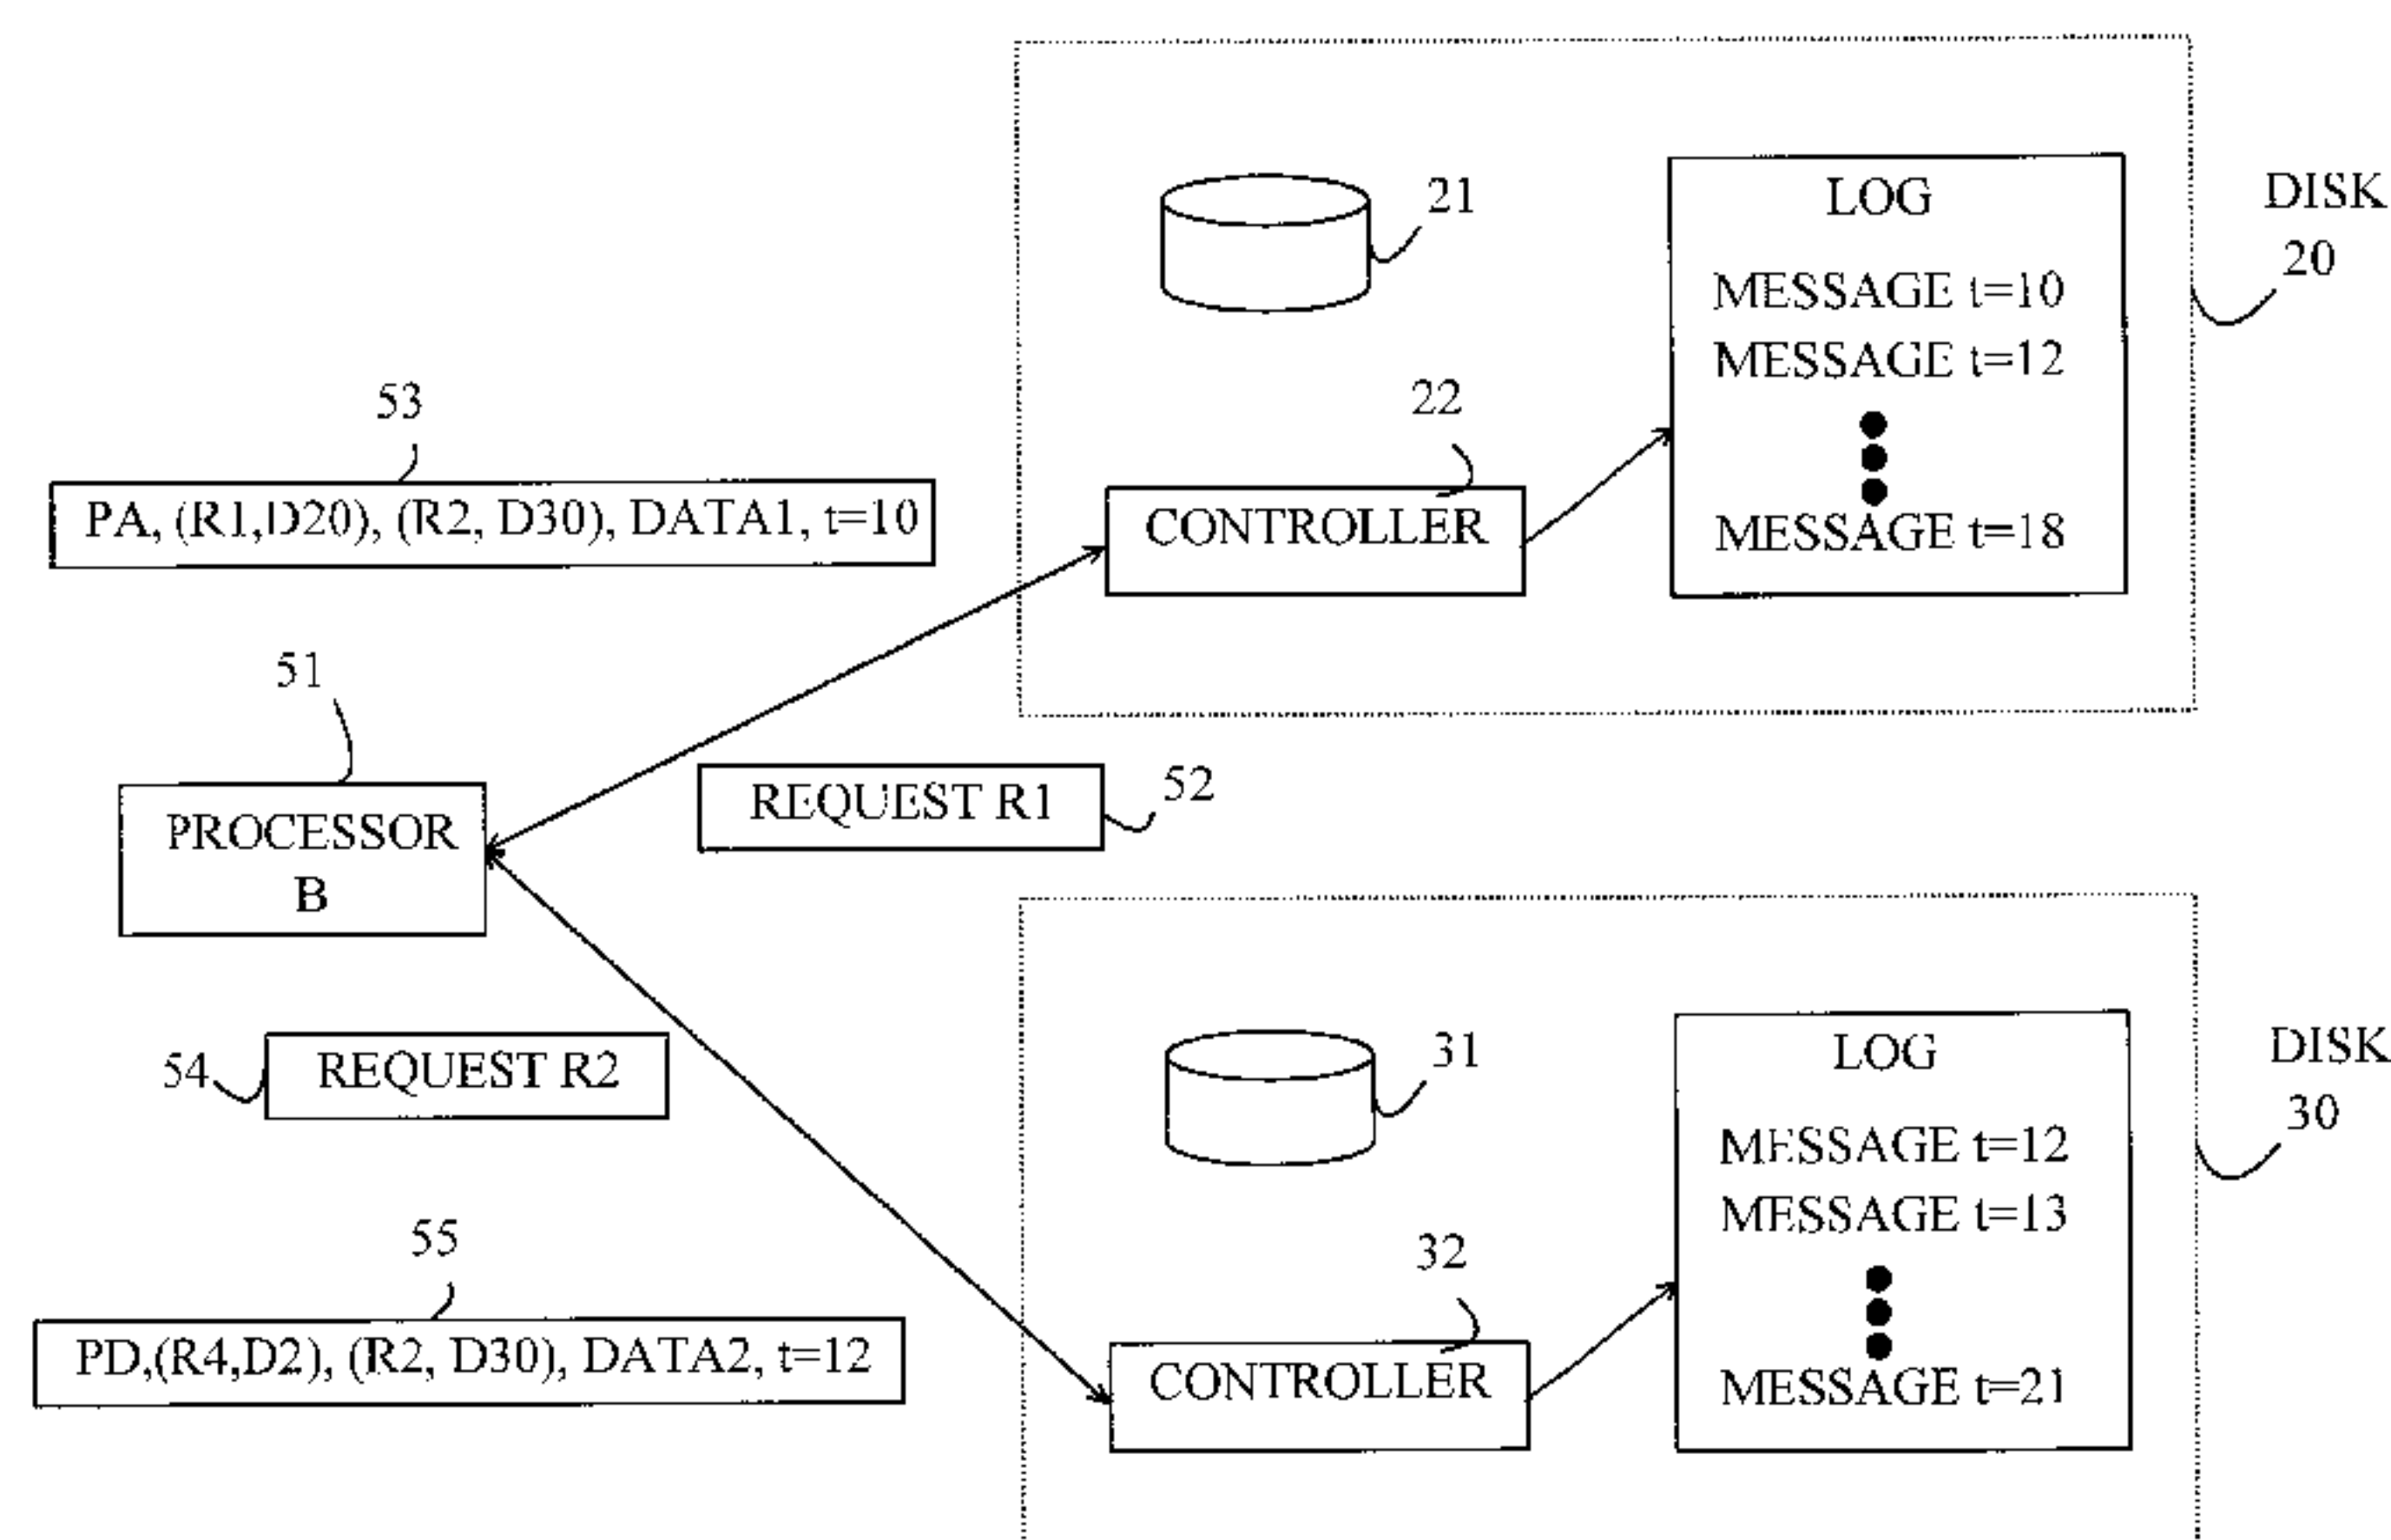 DISK
20
21
LOG
MESSAGE t=10
MESSAGE t=12
MESSAGE t=18
22
CONTROLLER
53
PA, (R1,D20), (R2, D30), DATA1, t=10
51
PROCESSOR
B
REQUEST R1
52
54
REQUEST R2
DISK
30
31
LOG
MESSAGE t=12
MESSAGE t=13
MESSAGE t=21
32
CONTROLLER
55
PD,(R4,D2), (R2, D30), DATA2, t=12